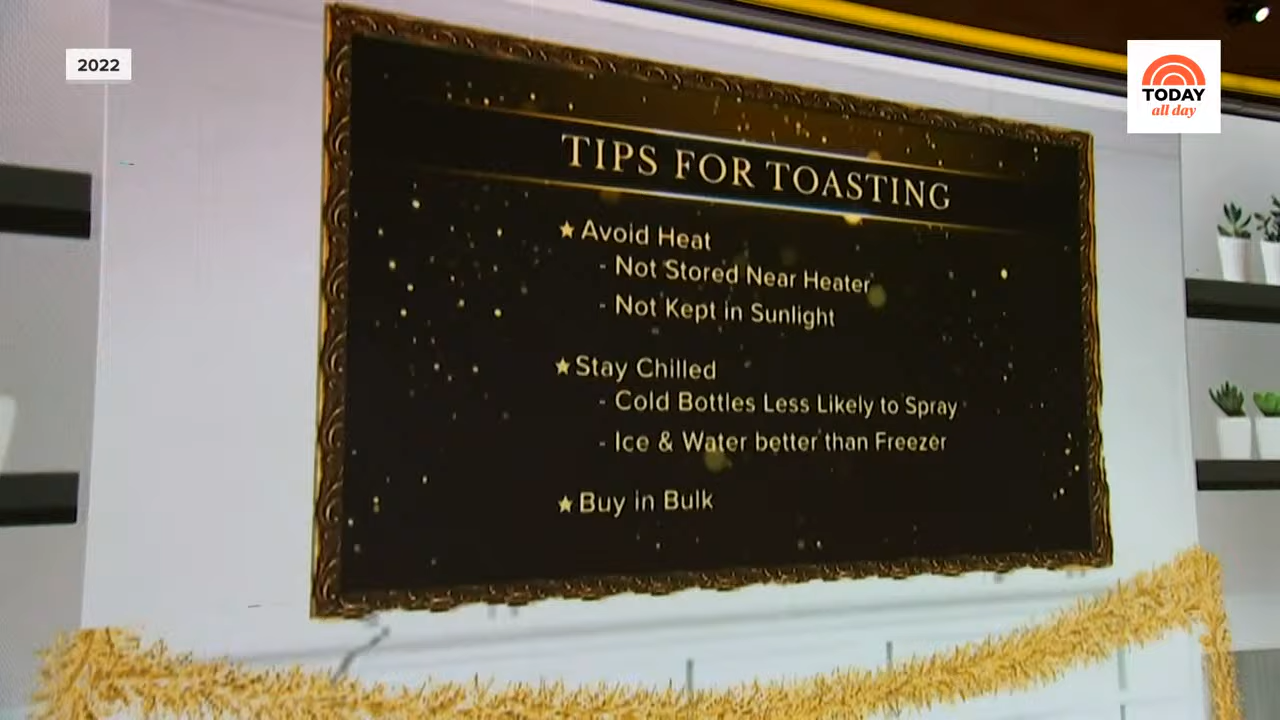 2022
TODAY
all day
TIPS FOR TOASTING
★ Avoid Heat
- Not Stored Near Heater
- Not Kept in Sunlight
★ Stay Chilled
- Cold Bottles Less Likely to Spray
- Ice & Water better than Freezer
★ Buy in Bulk